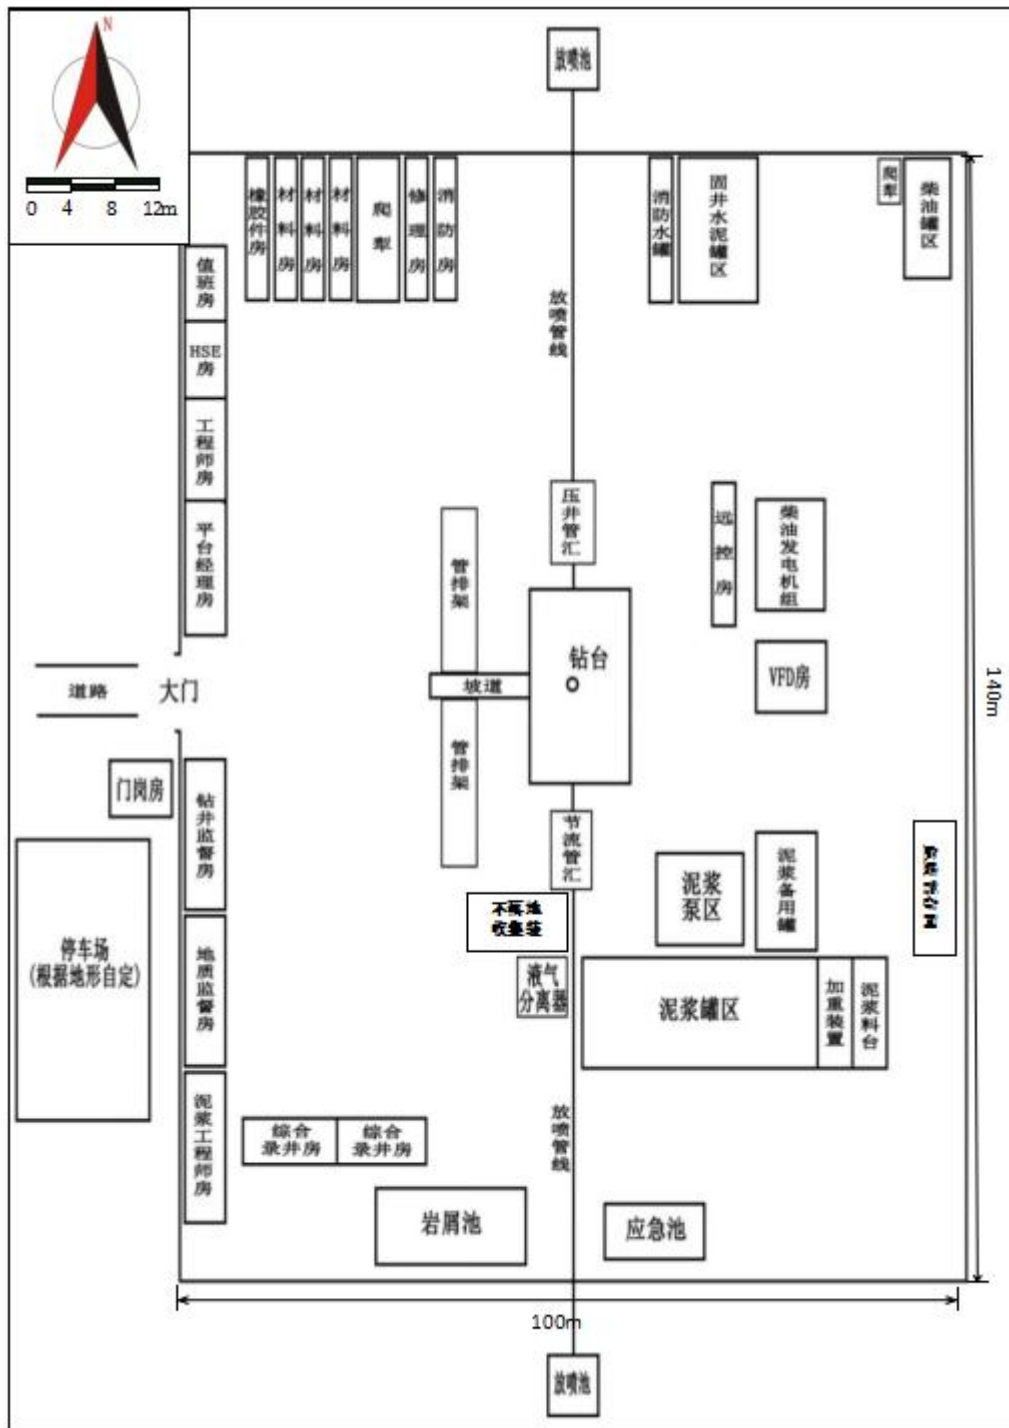 N
0 4 8 12m
放喷池
橡胶件房
材料房
材料房
材料房
爬犁
修理房
消防房
消防水罐
固井水泥罐区
爬犁
柴油罐区
值班房
HSE
房
工程师房
平台经理房
放喷管线
压井管汇
管排架
远控房
柴油发电机组
钻台
坡道
VFD房
140m
道路
大门
管排架
门岗房
钻井监督房
节流管汇
泥浆
泵区
泥浆备用罐
收集装
停车场
(根据地形自定)
地质监督房
液气
分离器
泥浆罐区
加重装置
泥浆料台
泥浆工程师房
综合
录井房
综合
录井房
放喷管线
岩屑池
应急池
100m
放喷池